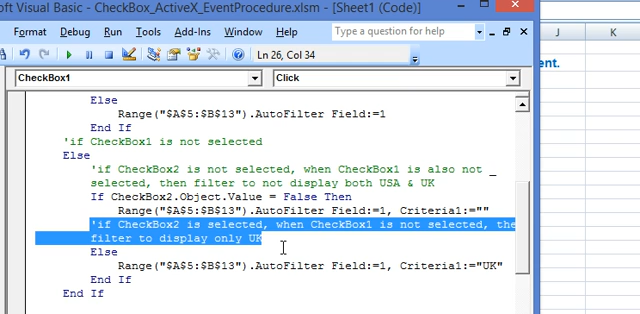 oft Visual Basic - CheckBox_ActiveX_EventProcedure.xlsm - [Sheet1 (Code)]
Format Debug Run Tools Add-Ins Window Help Type a question for help
Ln 26, Col 34
J K
CheckBox1 Click
ent.
Else
Range("$A$5:$B$13").AutoFilter Field:=1
End If
'if CheckBox1 is not selected
Else
'if CheckBox2 is not selected, when CheckBox1 is also not _
selected, then filter to not display both USA & UK
If CheckBox2.Object.Value = False Then
Range("$A$5:$B$13").AutoFilter Field:=1, Criteria1:=""
'if CheckBox2 is selected, when CheckBox1 is not selected, the
filter to display only UK
Else
Range("$A$5:$B$13").AutoFilter Field:=1, Criteria1:="UK"
End If
End If